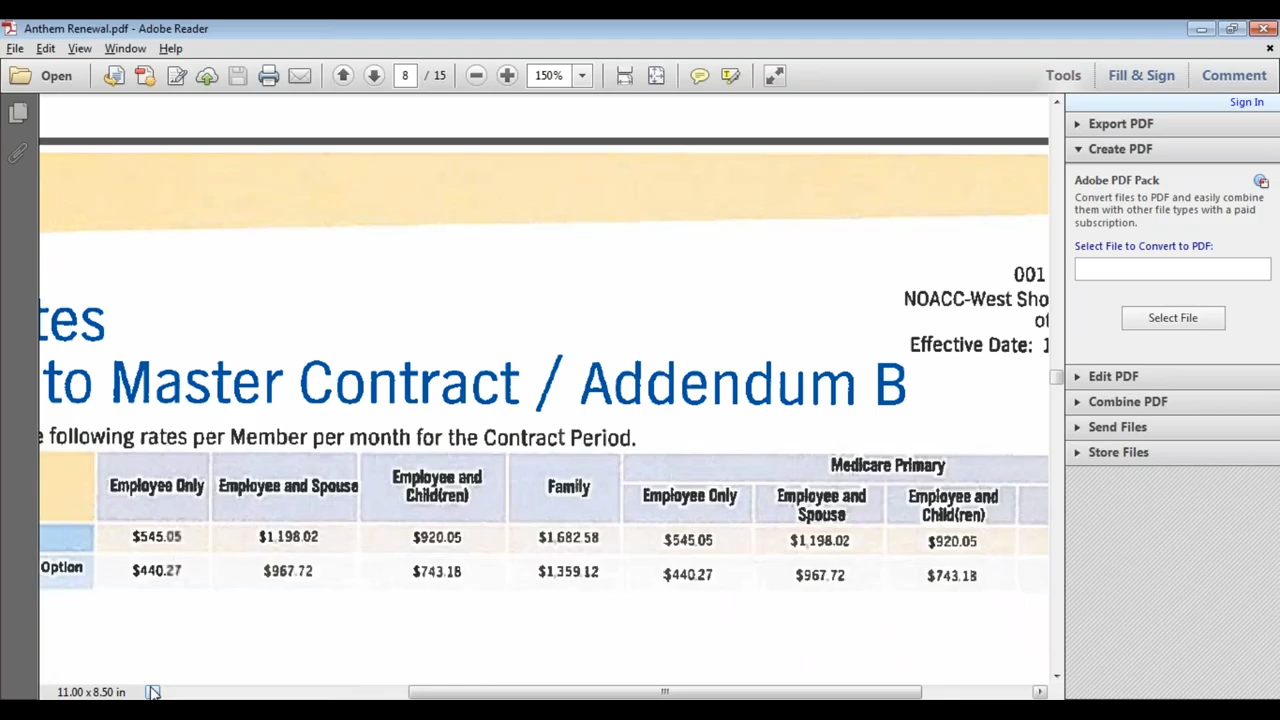 Anthem Renewal.pdf - Adobe Reader
File Edit View Window Help
Open 8 / 15 150% Tools Fill & Sign Comment
Sign In
Export PDF
Create PDF
Adobe PDF Pack
Convert files to PDF and easily combine
them with other file types with a paid
subscription.
Select File to Convert to PDF:
Select File
Edit PDF
Combine PDF
Send Files
Store Files
001
NOACC-West Sho
of
Effective Date: 1
tes
to Master Contract / Addendum B
e following rates per Member per month for the Contract Period.
Medicare Primary
Employee Only Employee and Spouse Employee and Child(ren) Family Employee Only Employee and Spouse Employee and Child(ren)
$545.05 $1,198.02 $920.05 $1,682.58 $545.05 $1,198.02 $920.05
Option $440.27 $967.72 $743.18 $1,359.12 $440.27 $967.72 $743.18
11.00 x 8.50 in